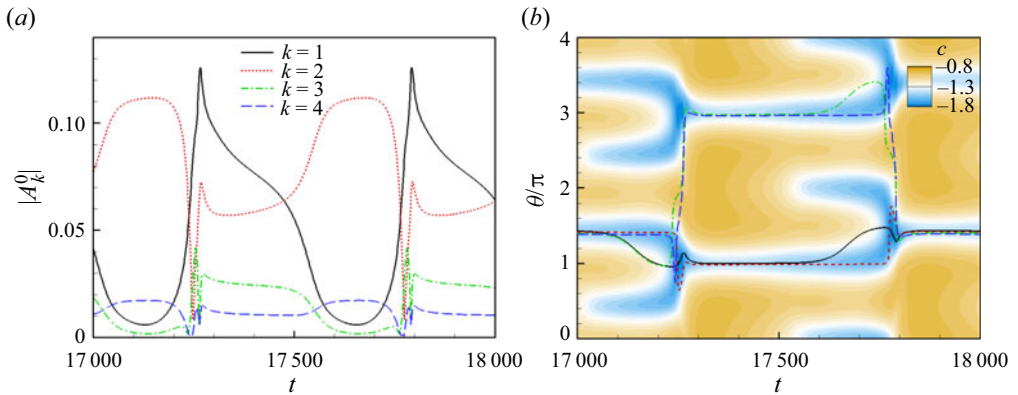 (a)
k = 1
k = 2
k = 3
k = 4
0.10
0.05
0
|A_k^0|
17 000
17 500
18 000
t
(b)
4
3
2
1
0
θ/π
c
−0.8
−1.3
−1.8
17 000
17 500
18 000
t